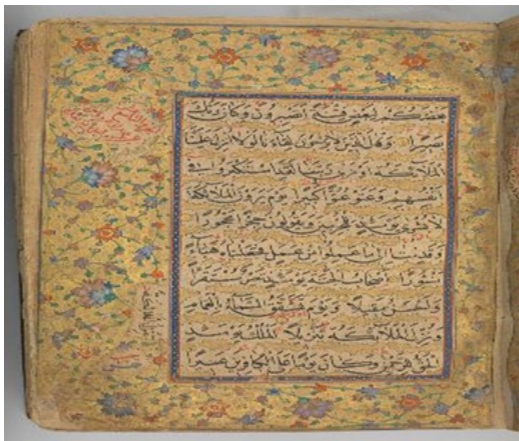 بعضكم لبعض فتنة أتصبرون وكان ربك
بصيرا وقال الذين لا يرجون لقاءنا لولا أنزل علينا
الملائكة أو نرى ربنا لقد استكبروا في
أنفسهم وعتو عتوا كبيرا يوم يرون الملائكة
لا بشرى يومئذ للمجرمين ويقولون حجرا محجورا
وقدمنا إلى ما عملوا من عمل فجعلناه هباء
منثورا أصحاب الجنة يومئذ خير مستقرا
وأحسن مقيلا ويوم تشقق السماء بالغمام
ونزل الملائكة تنزيلا الملك يومئذ
الحق للرحمن وكان يوما على الكافرين عسيرا